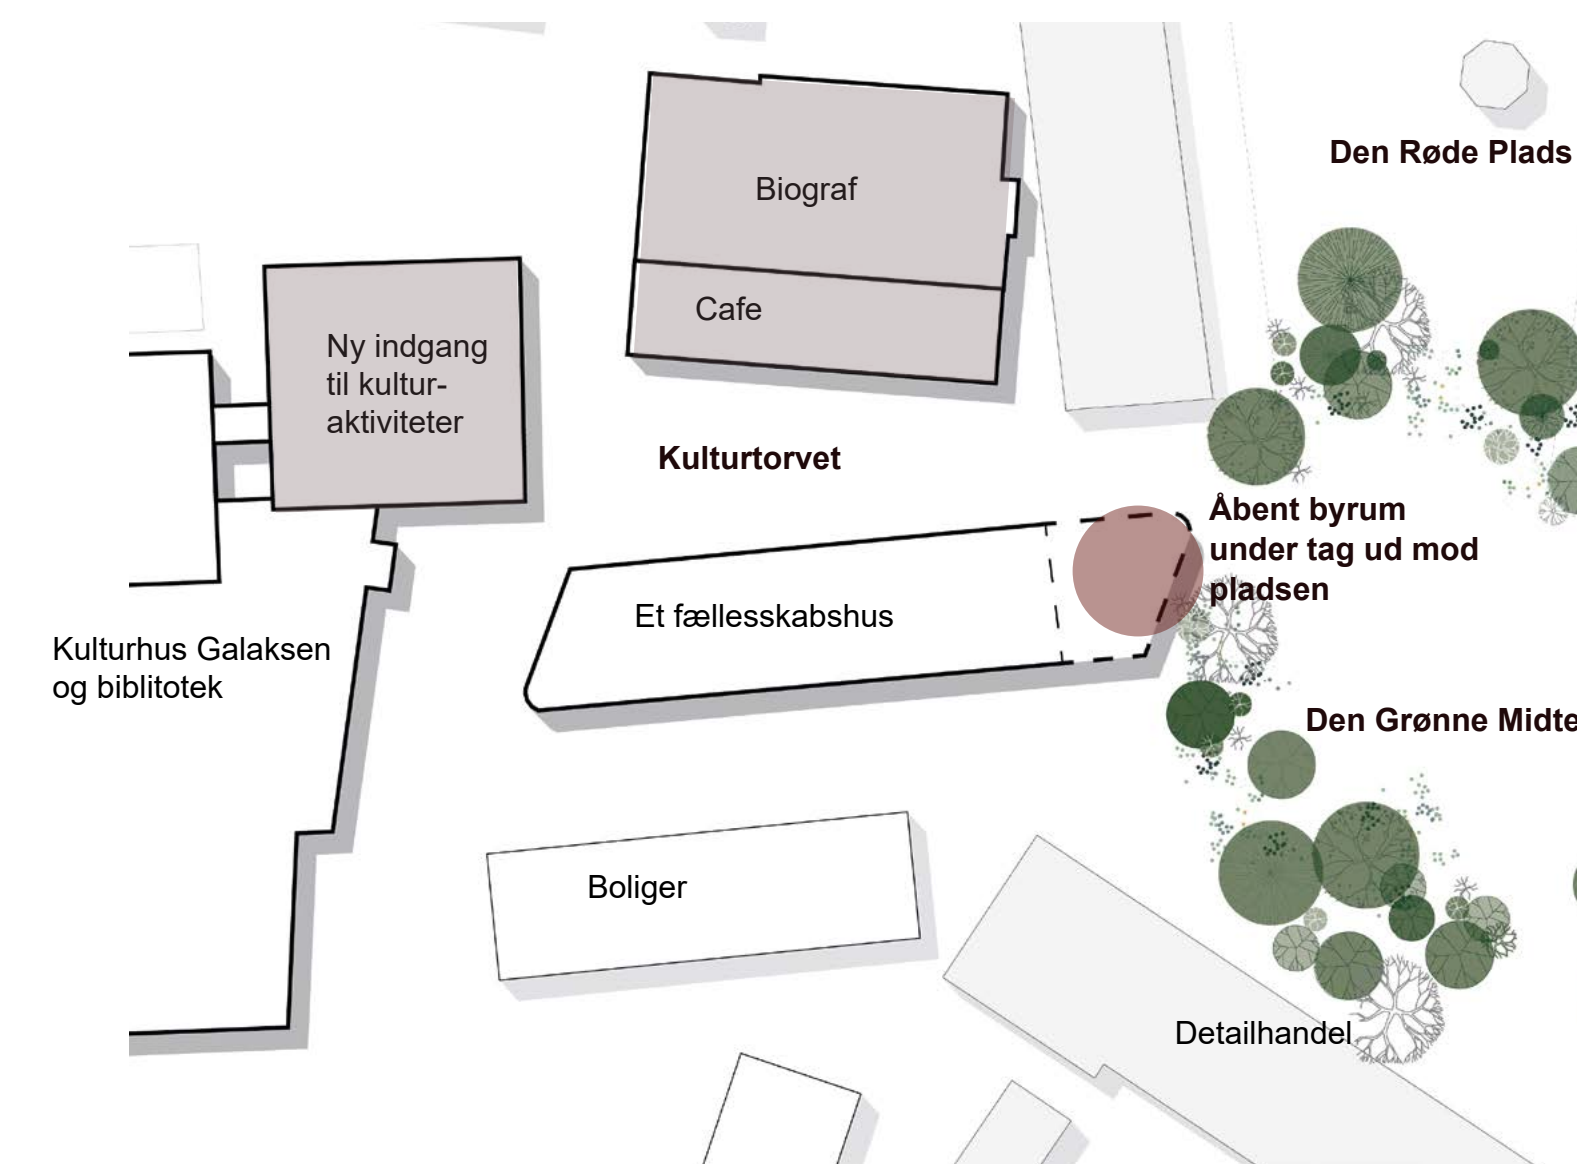 Den Røde Plads
Biograf
Cafe
Ny indgang
til kultur-
aktiviteter
Kulturtorvet
Åbent byrum
under tag ud mod
pladsen
Et fællesskabshus
Kulturhus Galaksen
og biblitotek
Den Grønne Midte
Boliger
Detailhandel